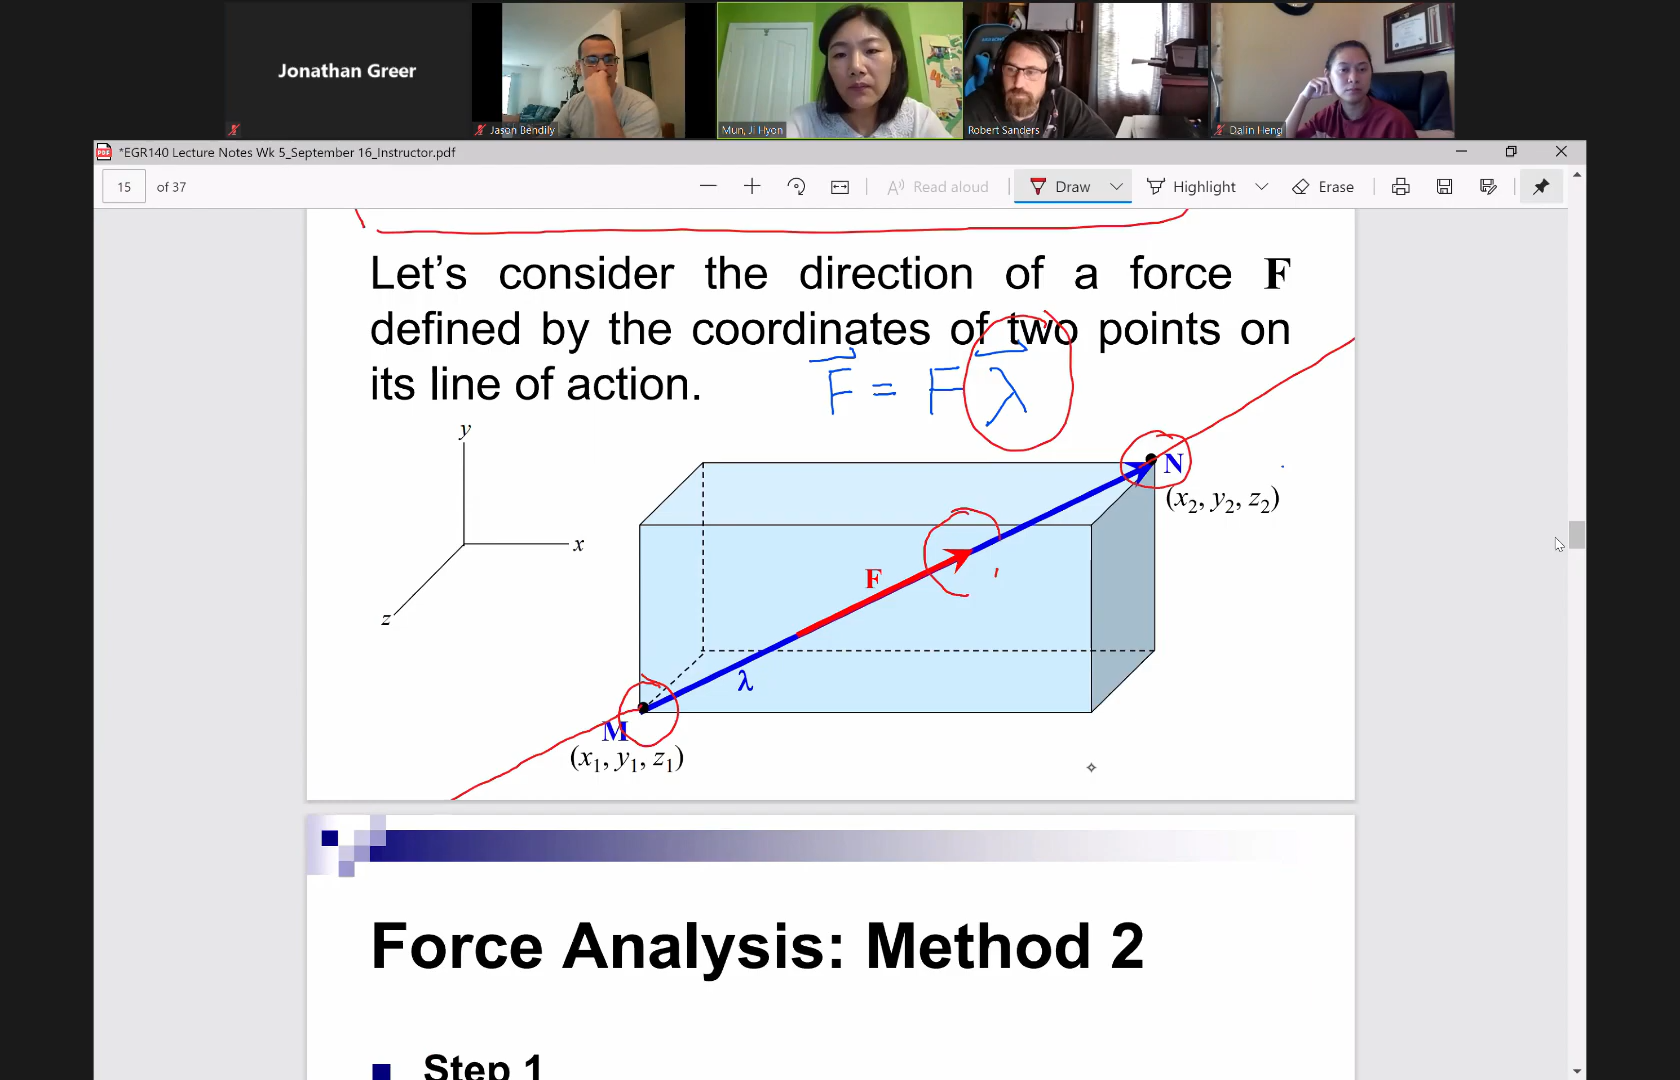 Jonathan Greer
Jason Bendily
Mun, Ji Hyon
Robert Sanders
Dalin Heng
*EGR140 Lecture Notes Wk 5_September 16_Instructor.pdf
15 of 37
Read aloud
Draw
Highlight
Erase
Let's consider the direction of a force F
defined by the coordinates of two points on
its line of action.
F = F λ
y
x
z
N
(x₂, y₂, z₂)
F
λ
M
(x₁, y₁, z₁)
Force Analysis: Method 2
Step 1